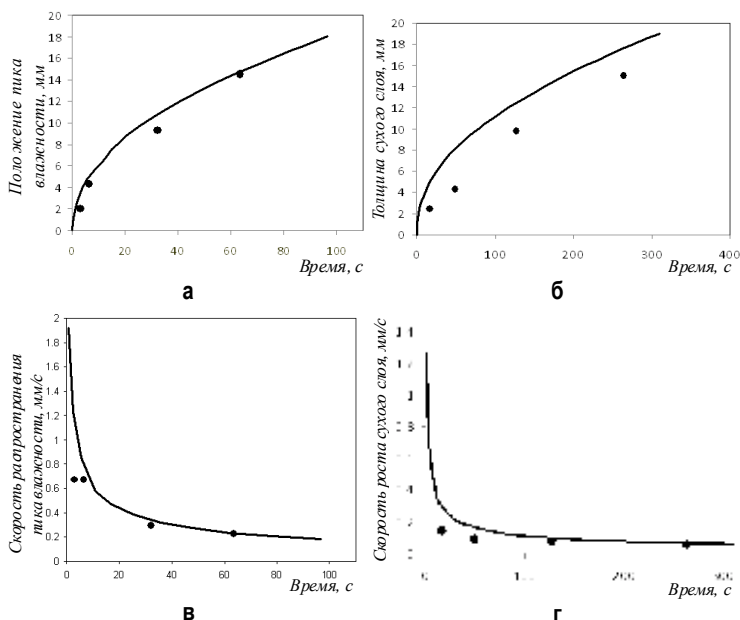 Положение пика
влажности, мм
20
18
16
14
12
10
8
6
4
2
0
0 20 40 60 80 100
Время, с
а
Толщина сухого слоя, мм
20
18
16
14
12
10
8
6
4
2
0
0 100 200 300 400
Время, с
б
Скорость распространения
пика влажности, мм/с
2
1.8
1.6
1.4
1.2
1
0.8
0.6
0.4
0.2
0
0 20 40 60 80 100
Время, с
в
Скорость роста сухого слоя, мм/с
Время, с
г